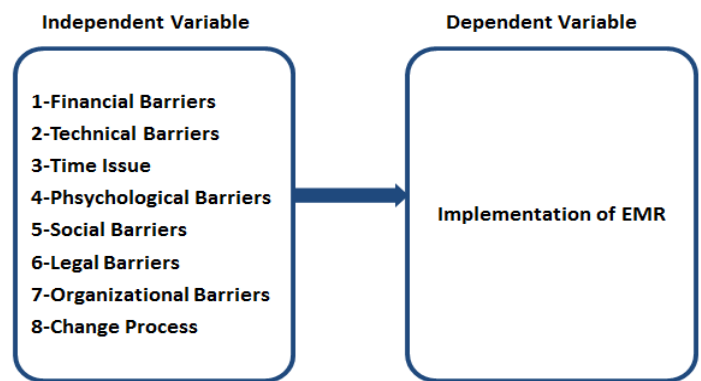 Independent Variable
Dependent Variable
1-Financial Barriers
2-Technical Barriers
3-Time Issue
4-Phsychological Barriers
5-Social Barriers
6-Legal Barriers
7-Organizational Barriers
8-Change Process
Implementation of EMR